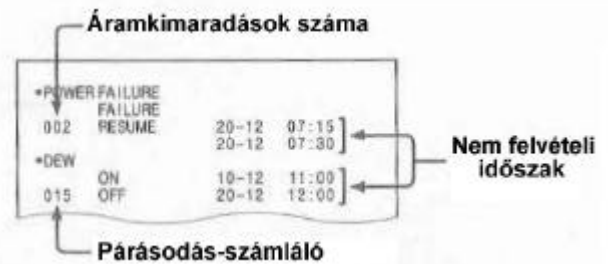 Áramkimaradások száma
*POWER FAILURE
FAILURE
002 RESUME 20-12 07:15
20-12 07:30
*DEW
ON 10-12 11:00
015 OFF 20-12 12:00
Nem felvételi
időszak
Párásodás-számláló